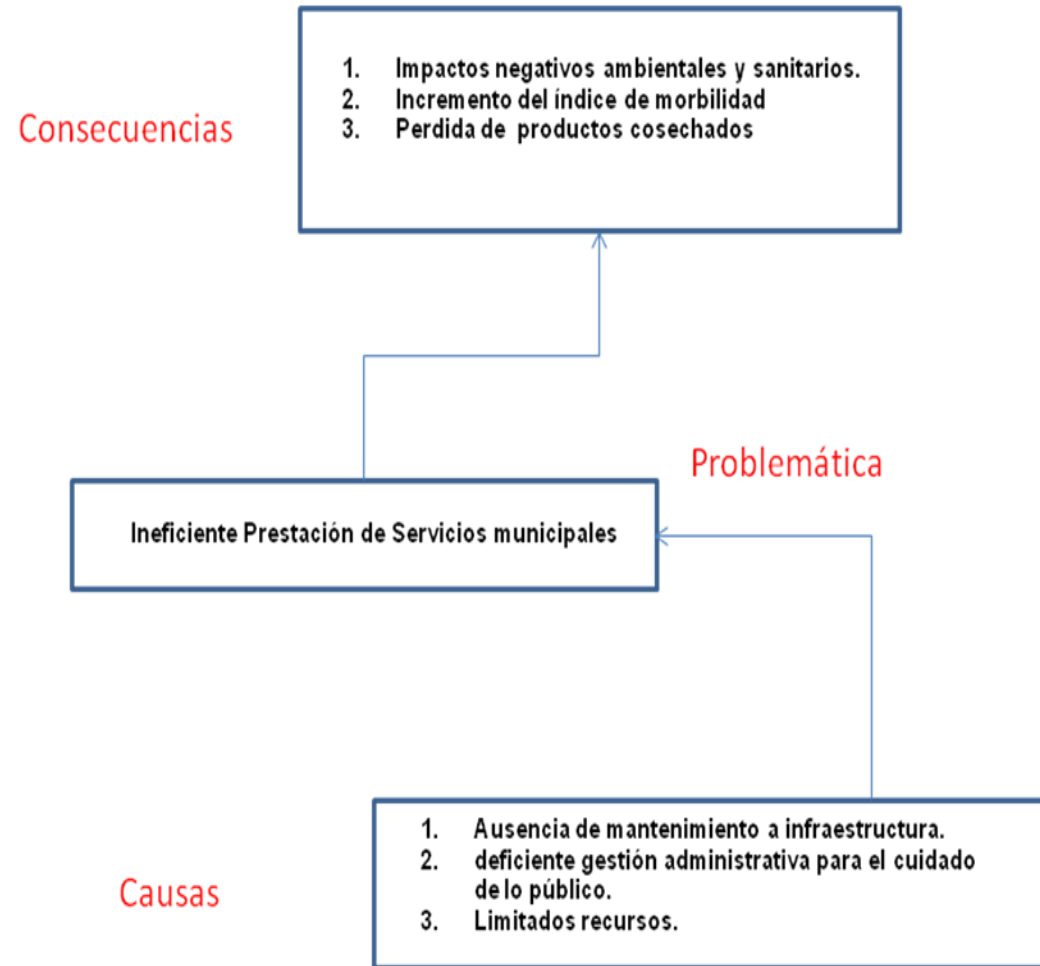 1. Impactos negativos ambientales y sanitarios.
2. Incremento del índice de morbilidad
3. Perdida de productos cosechados
Consecuencias
Problemática
Ineficiente Prestación de Servicios municipales
1. Ausencia de mantenimiento a infraestructura.
2. deficiente gestión administrativa para el cuidado
de lo público.
3. Limitados recursos.
Causas